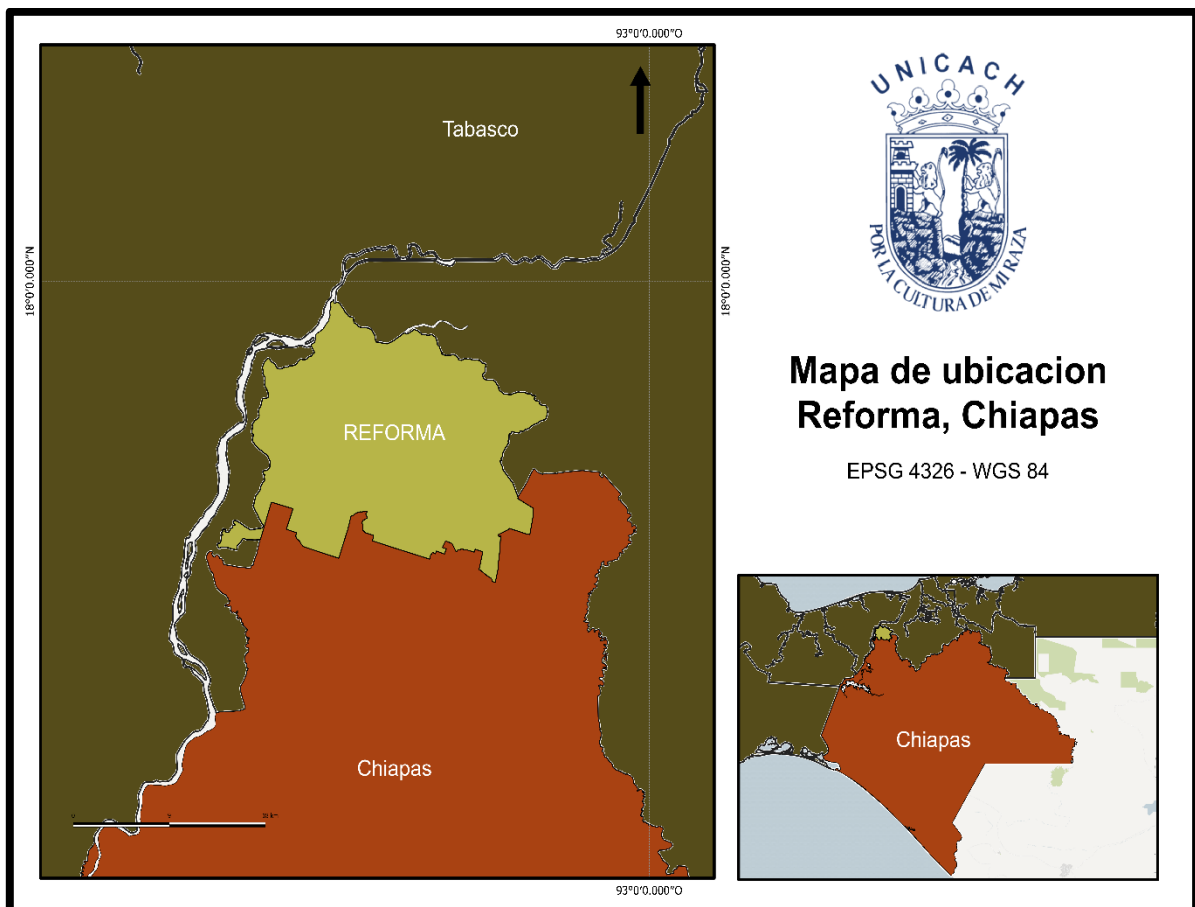 93°0'0.000"O
Tabasco
18°0'0.000"N
18°0'0.000"N
REFORMA
Chiapas
93°0'0.000"O
UNICACH
POR LA CULTURA DE MI RAZA
Mapa de ubicacion
Reforma, Chiapas
EPSG 4326 - WGS 84
Chiapas